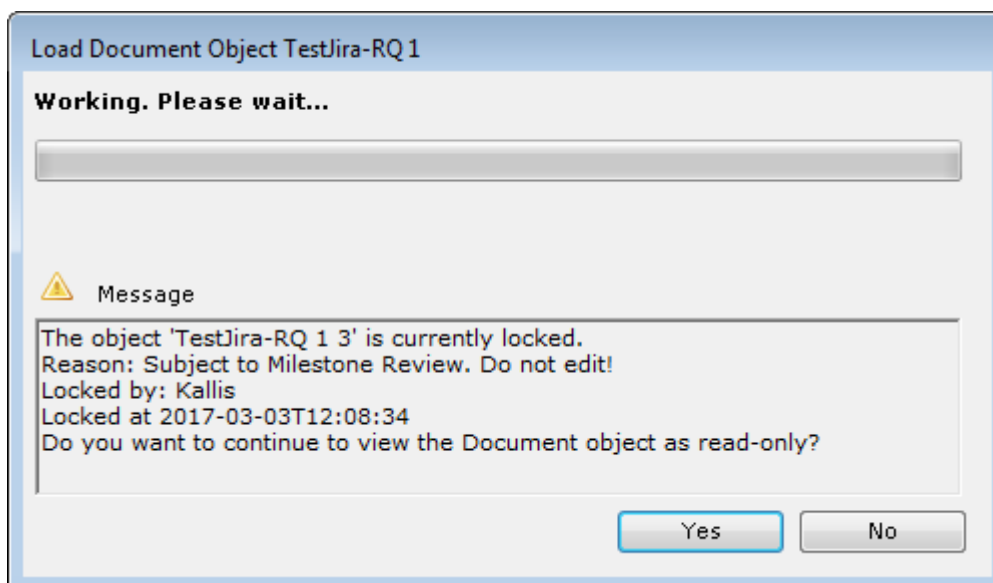 Load Document Object TestJira-RQ 1
Working. Please wait...
Message
The object 'TestJira-RQ 1 3' is currently locked.
Reason: Subject to Milestone Review. Do not edit!
Locked by: Kallis
Locked at 2017-03-03T12:08:34
Do you want to continue to view the Document object as read-only?
Yes No